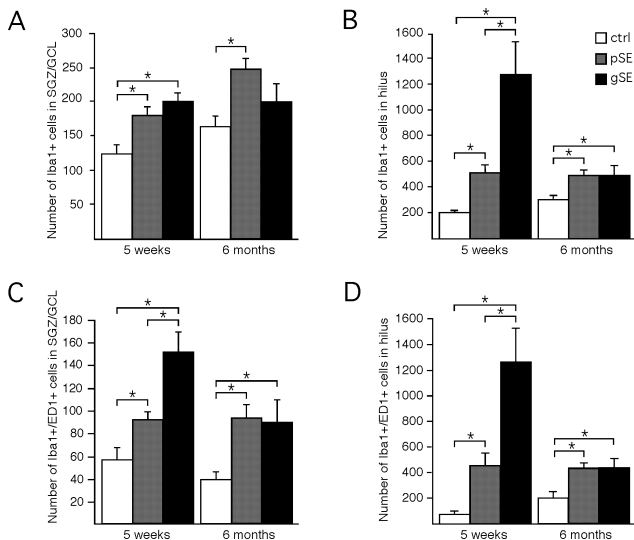 A
Number of Iba1+ cells in SGZ/GCL
300
250
200
150
100
50
*
*
*
5 weeks
6 months
B
Number of Iba1+ cells in hilus
1600
1400
1200
1000
800
600
400
200
*
*
*
*
*
5 weeks
6 months
ctrl
pSE
gSE
C
Number of Iba1+/ED1+ cells in SGZ/GCL
180
160
140
120
100
80
60
40
20
*
*
*
*
*
5 weeks
6 months
D
Number of Iba1+/ED1+ cells in hilus
1600
1400
1200
1000
800
600
400
200
*
*
*
*
*
5 weeks
6 months